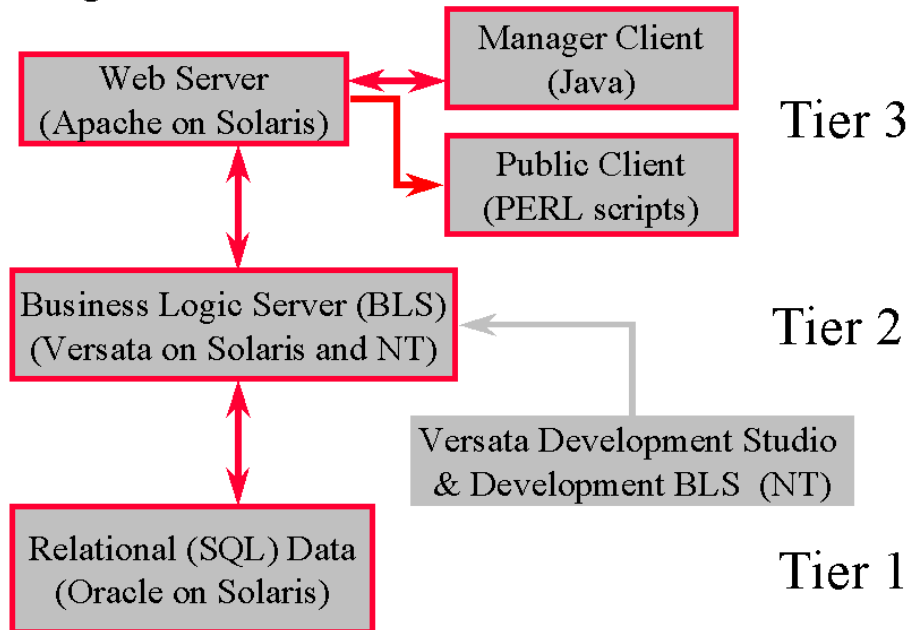 Manager Client
(Java)
Web Server
(Apache on Solaris)
Tier 3
Public Client
(PERL scripts)
Business Logic Server (BLS)
(Versata on Solaris and NT)
Tier 2
Versata Development Studio
& Development BLS (NT)
Relational (SQL) Data
(Oracle on Solaris)
Tier 1